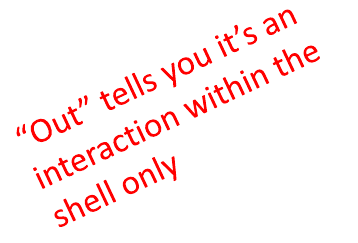 “Out” tells you it’s an
interaction within the
shell only